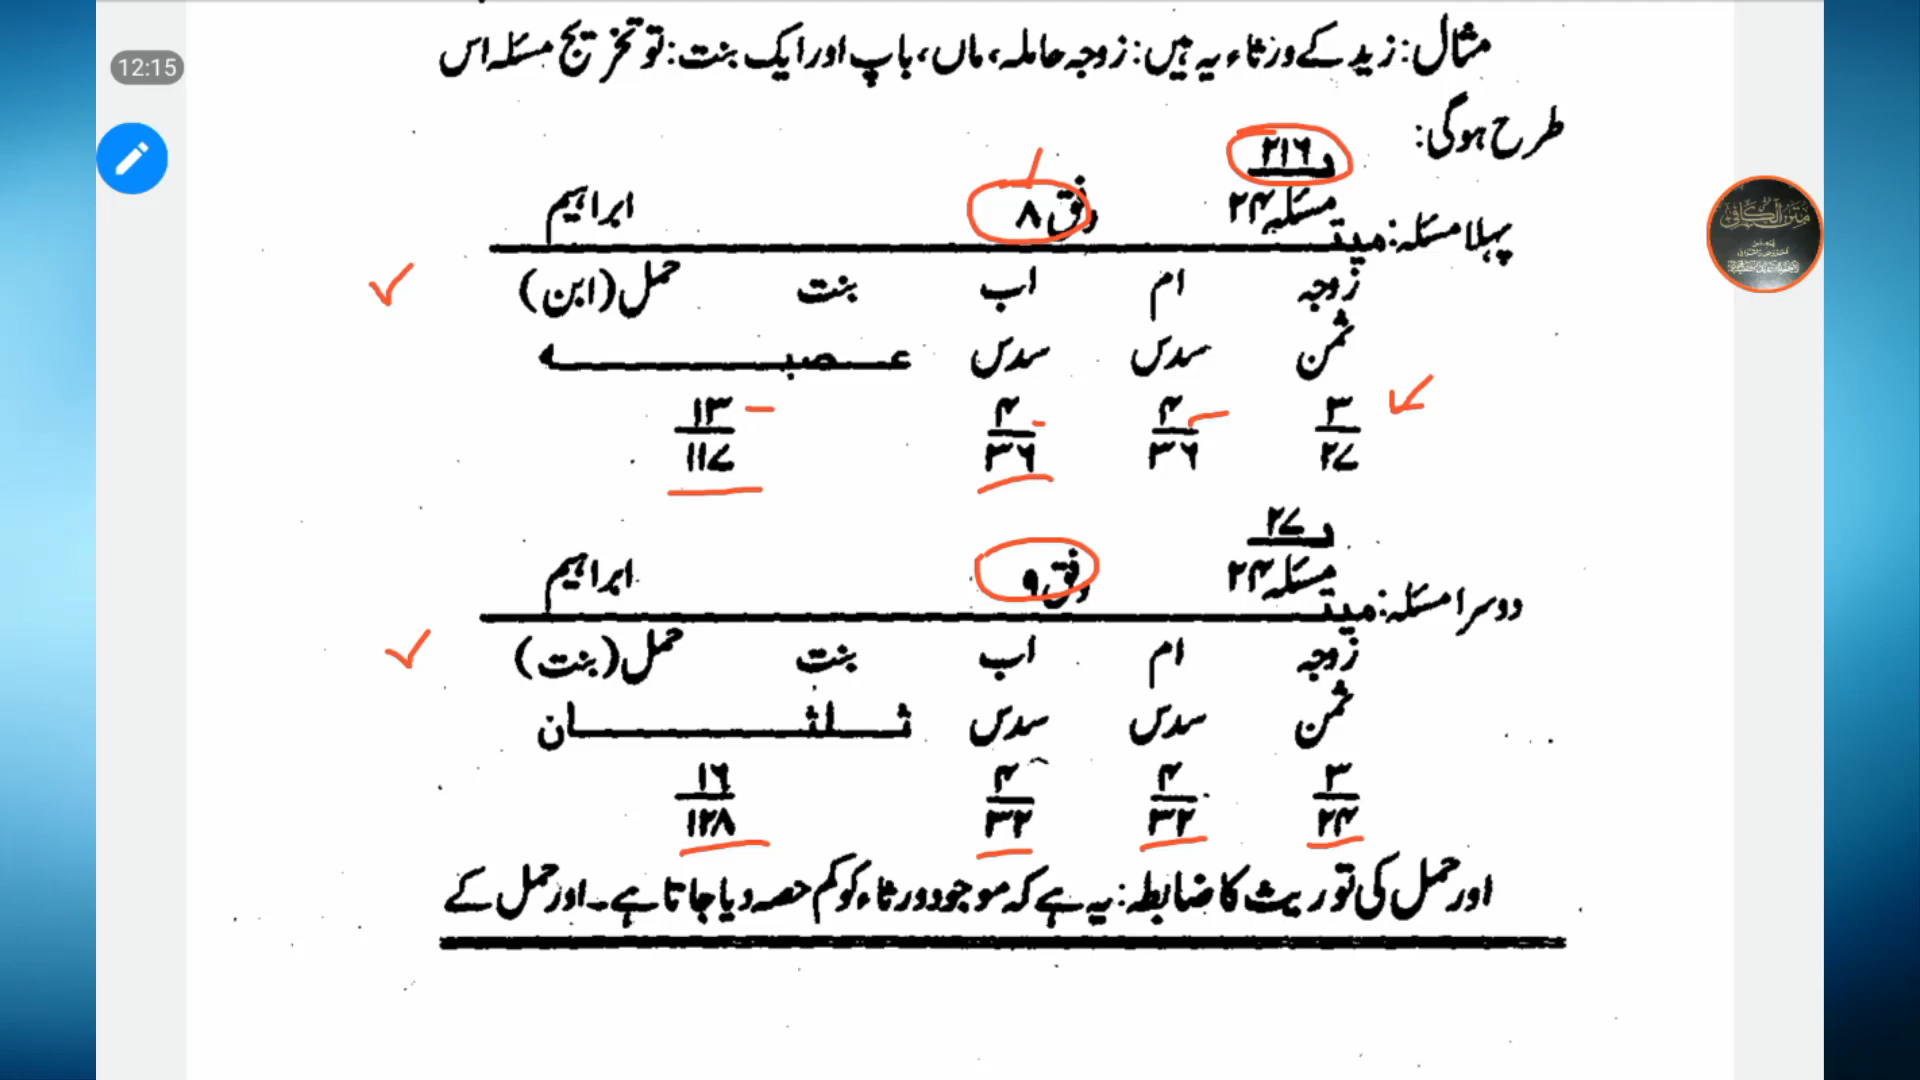 12:15
مثال: زید کے ورثاء یہ ہیں: زوجہ حاملہ، ماں، باپ اور ایک بنت: تو تخریج مسئلہ اس
طرح ہوگی:
۲۱۶
پہلا مسئلہ: میت مسئلہ ۲۴ وفق ۸ ابراہیم
زوجہ ام اب بنت حمل (ابن)
ثمن سدس سدس عصبہ
۳ ۴ ۴ ۱۳
۲۷ ۳۶ ۳۶ ۱۱۷
۲۷
دوسرا مسئلہ: میت مسئلہ ۲۴ وفق ۹ ابراہیم
زوجہ ام اب بنت حمل (بنت)
ثمن سدس سدس ثلثان
۳ ۴ ۴ ۱۶
۲۴ ۳۲ ۳۲ ۱۲۸
اور حمل کی توریث کا ضابطہ: یہ ہے کہ موجود ورثاء کو کم حصہ دیا جاتا ہے۔ اور حمل کے
متن الکافی